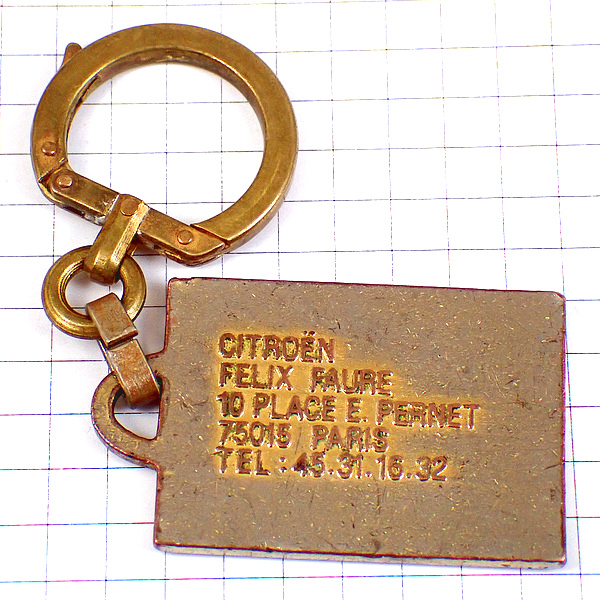 CITROËN
FELIX FAURE
10 PLACE E. PERNET
75015 PARIS
TEL : 45.31.16.32